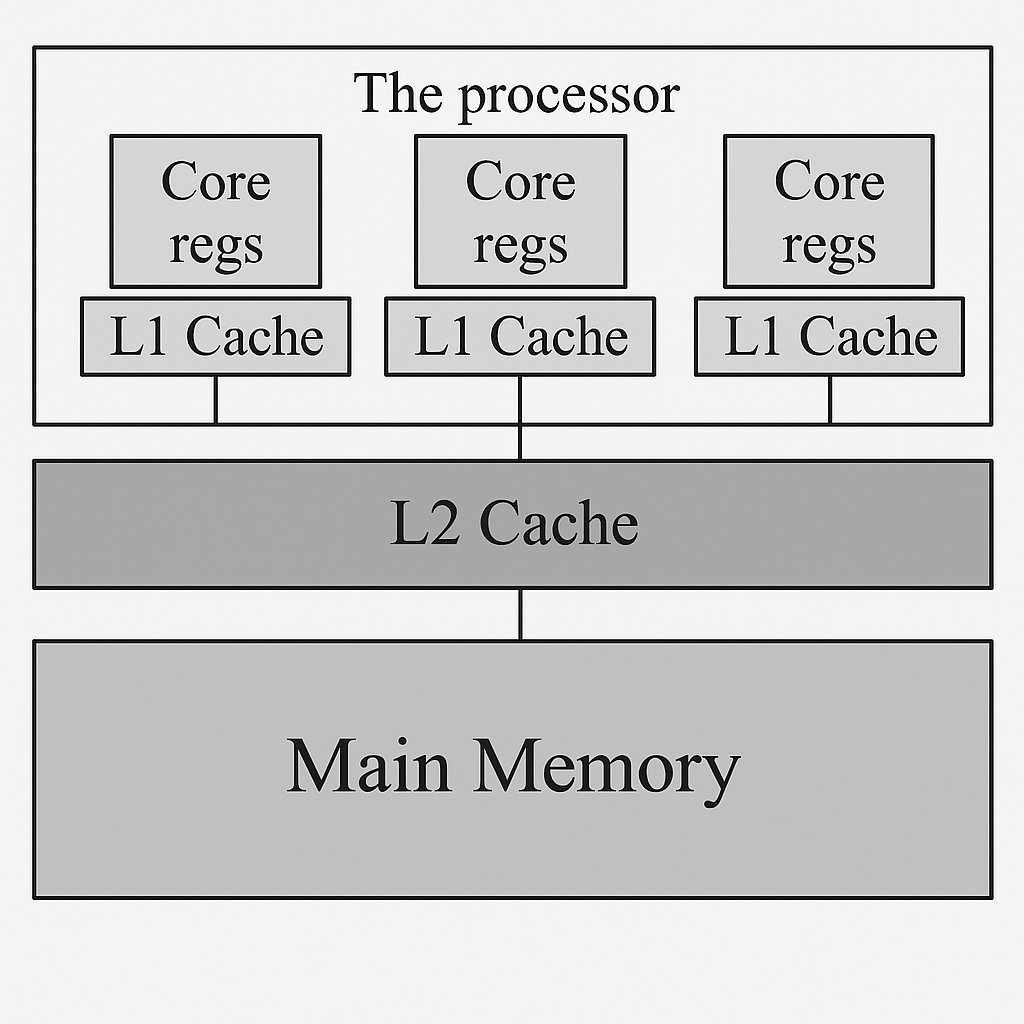 The processor
Core
regs
Core
regs
Core
regs
L1 Cache
L1 Cache
L1 Cache
L2 Cache
Main Memory